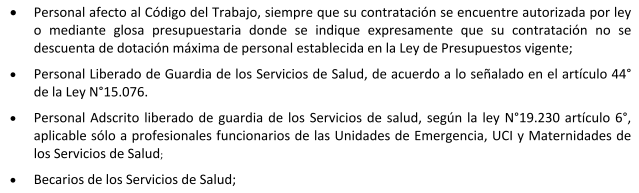 • Personal afecto al Código del Trabajo, siempre que su contratación se encuentre autorizada por ley
o mediante glosa presupuestaria donde se indique expresamente que su contratación no se
descuenta de dotación máxima de personal establecida en la Ley de Presupuestos vigente;
• Personal Liberado de Guardia de los Servicios de Salud, de acuerdo a lo señalado en el artículo 44°
de la Ley N°15.076.
• Personal Adscrito liberado de guardia de los Servicios de salud, según la ley N°19.230 artículo 6°,
aplicable sólo a profesionales funcionarios de las Unidades de Emergencia, UCI y Maternidades de
los Servicios de Salud;
• Becarios de los Servicios de Salud;